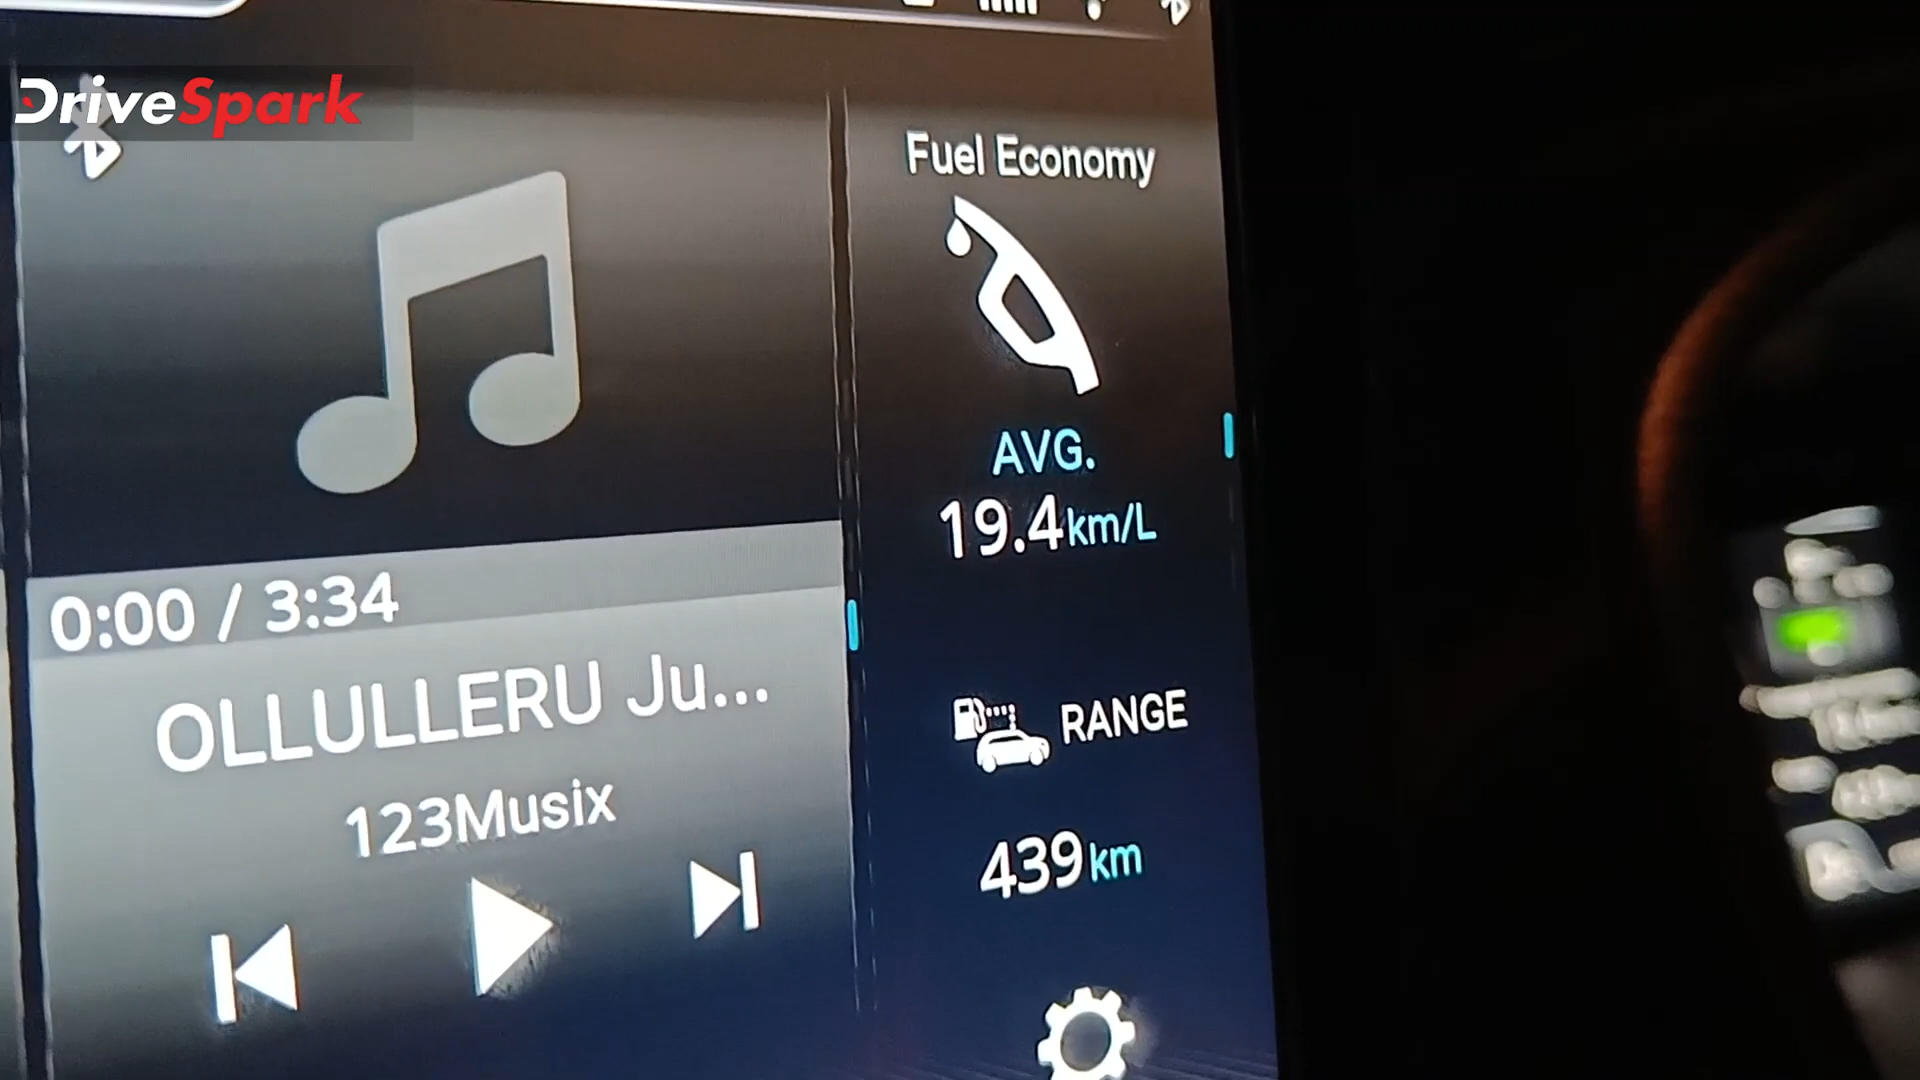 DriveSpark
Fuel Economy
AVG.
19.4km/L
0:00 / 3:34
OLLULLERU Ju...
123Musix
RANGE
439km